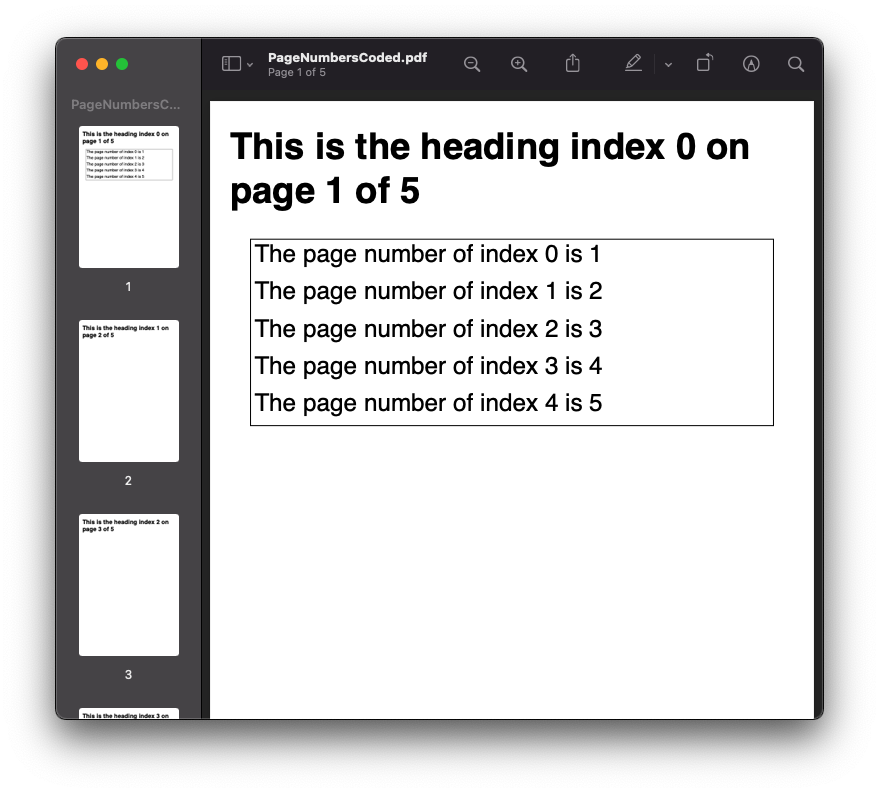 PageNumbersCoded.pdf
Page 1 of 5
PageNumbersC...
This is the heading index 0 on
page 1 of 5
The page number of index 0 is 1
The page number of index 1 is 2
The page number of index 2 is 3
The page number of index 3 is 4
The page number of index 4 is 5
1
This is the heading index 1 on
page 2 of 5
2
This is the heading index 2 on
page 3 of 5
3
This is the heading index 3 on
This is the heading index 0 on
page 1 of 5
The page number of index 0 is 1
The page number of index 1 is 2
The page number of index 2 is 3
The page number of index 3 is 4
The page number of index 4 is 5